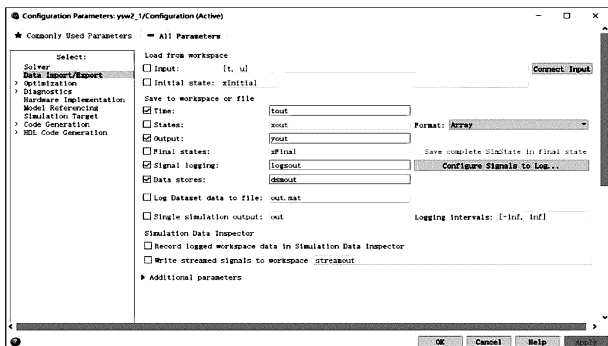 Configuration Parameters: ysw2_1/Configuration (Active)
★ Commonly Used Parameters = All Parameters
Select:
Solver
Data Import/Export
> Optimization
> Diagnostics
Hardware Implementation
Model Referencing
Simulation Target
> Code Generation
> HDL Code Generation
Load from workspace
Input: [t, u] Connect Input
Initial state: xInitial
Save to workspace or file
Time: tout
States: xout Format: Array
Output: yout
Final states: xFinal Save complete SimState in final state
Signal logging: logsout Configure Signals to Log...
Data stores: dsmout
Log Dataset data to file: out.mat
Single simulation output: out Logging intervals: [-inf, inf]
Simulation Data Inspector
Record logged workspace data in Simulation Data Inspector
Write streamed signals to workspace streamout
▶ Additional parameters
OK Cancel Help Apply